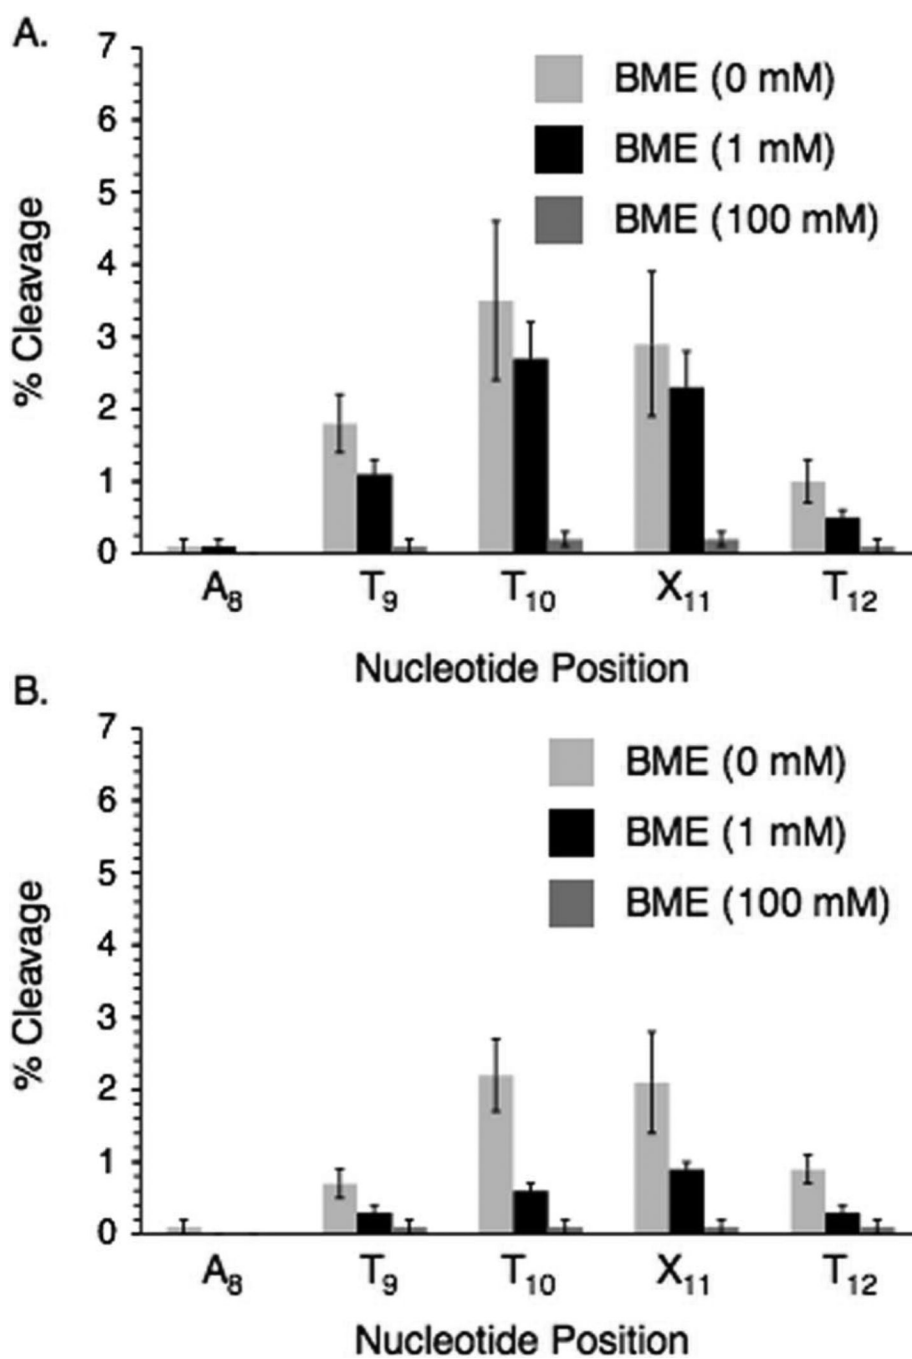 A.
7
6
5
4
3
2
1
0
% Cleavage
BME (0 mM)
BME (1 mM)
BME (100 mM)
A8 T9 T10 X11 T12
Nucleotide Position
B.
7
6
5
4
3
2
1
0
% Cleavage
BME (0 mM)
BME (1 mM)
BME (100 mM)
A8 T9 T10 X11 T12
Nucleotide Position